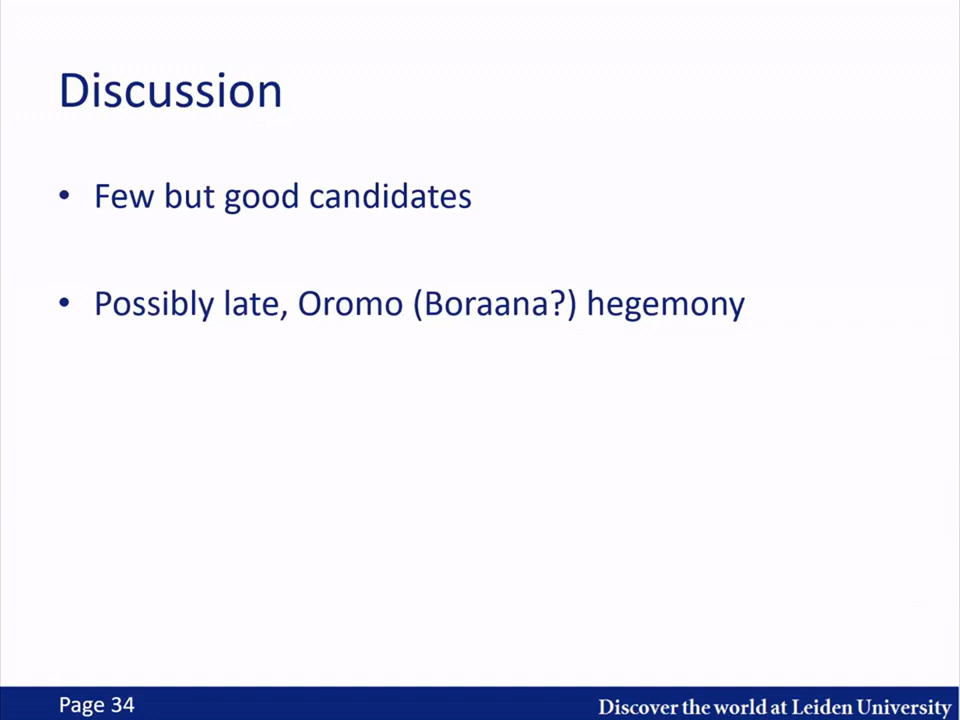 Discussion
• Few but good candidates
• Possibly late, Oromo (Boraana?) hegemony
Page 34
Discover the world at Leiden University